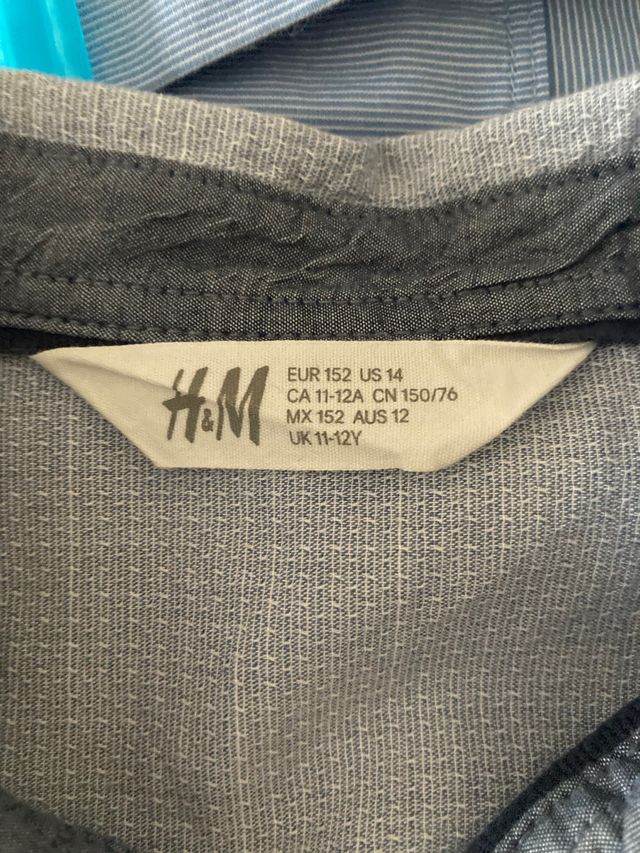 H&M
EUR 152 US 14
CA 11-12A CN 150/76
MX 152 AUS 12
UK 11-12Y